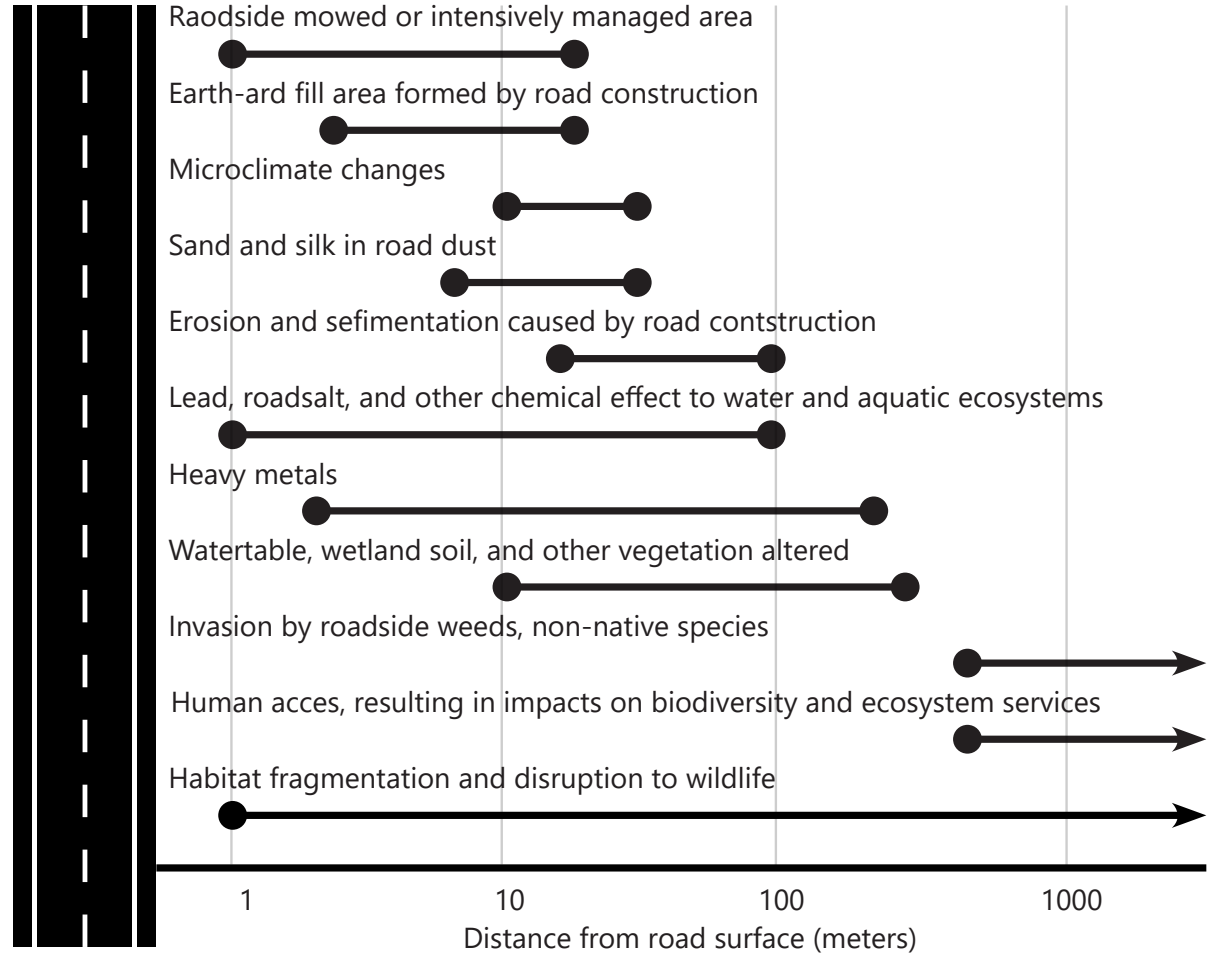 Raodside mowed or intensively managed area
Earth-ard fill area formed by road construction
Microclimate changes
Sand and silk in road dust
Erosion and sefimentation caused by road contstruction
Lead, roadsalt, and other chemical effect to water and aquatic ecosystems
Heavy metals
Watertable, wetland soil, and other vegetation altered
Invasion by roadside weeds, non-native species
Human acces, resulting in impacts on biodiversity and ecosystem services
Habitat fragmentation and disruption to wildlife
1 10 100 1000
Distance from road surface (meters)